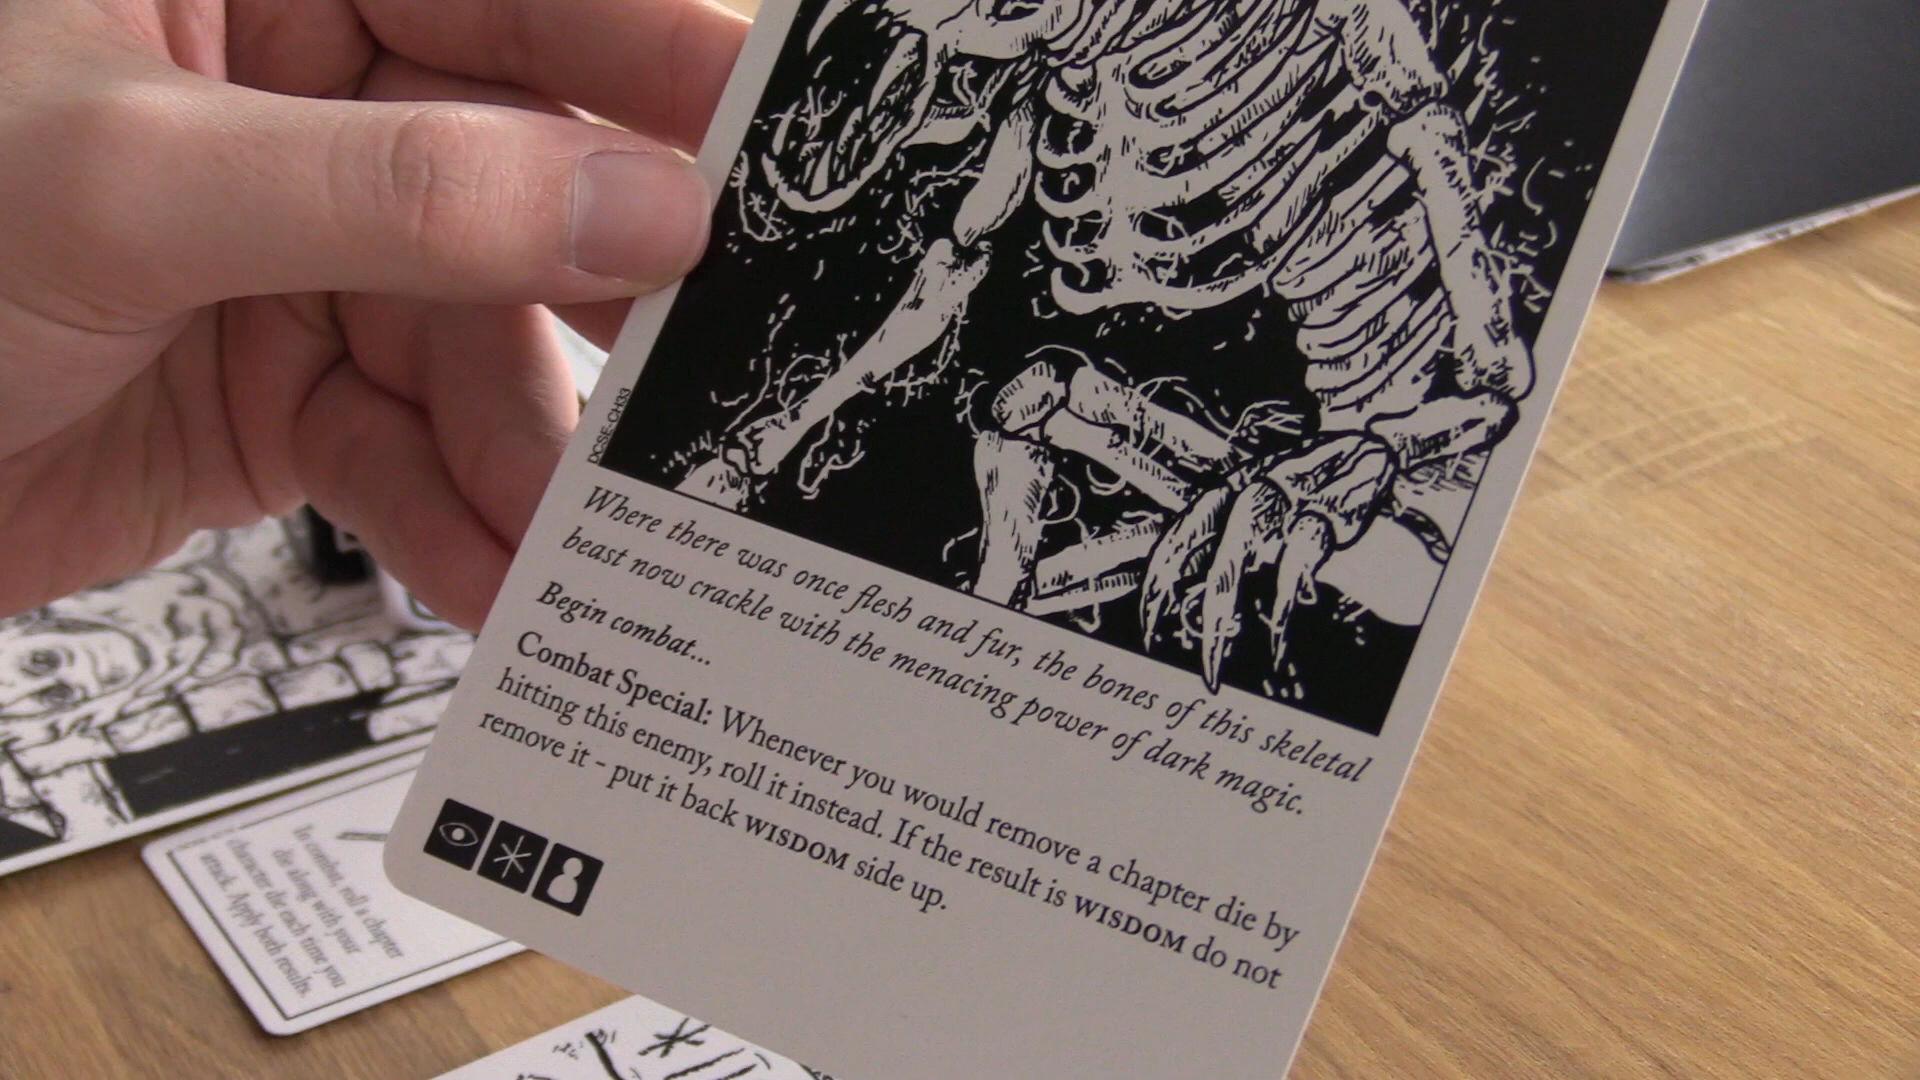 DCSE-CH33
Where there was once flesh and fur, the bones of this skeletal
beast now crackle with the menacing power of dark magic.
Begin combat...
Combat Special: Whenever you would remove a chapter die by
hitting this enemy, roll it instead. If the result is WISDOM do not
remove it - put it back WISDOM side up.
In combat, roll a chapter
die along with your
character die each time you
attack. Apply both results.